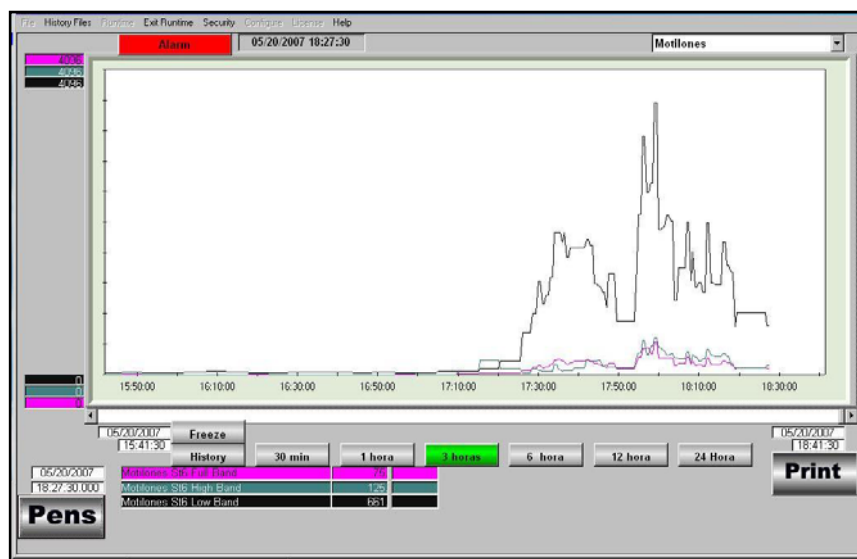 File History Files Runtime Exit Runtime Security Configure License Help
Alarm 05/20/2007 18:27:30 Motilones
4096
4096
4096
0
0
0
15:50:00 16:10:00 16:30:00 16:50:00 17:10:00 17:30:00 17:50:00 18:10:00 18:30:00
05/20/2007 Freeze 05/20/2007
15:41:30 18:41:30
History 30 min 1 hora 3 horas 6 hora 12 hora 24 Hora
05/20/2007 Motilones St6 Full Band 75 Print
18:27:30.000 Motilones St6 High Band 125
Motilones St6 Low Band 661
Pens